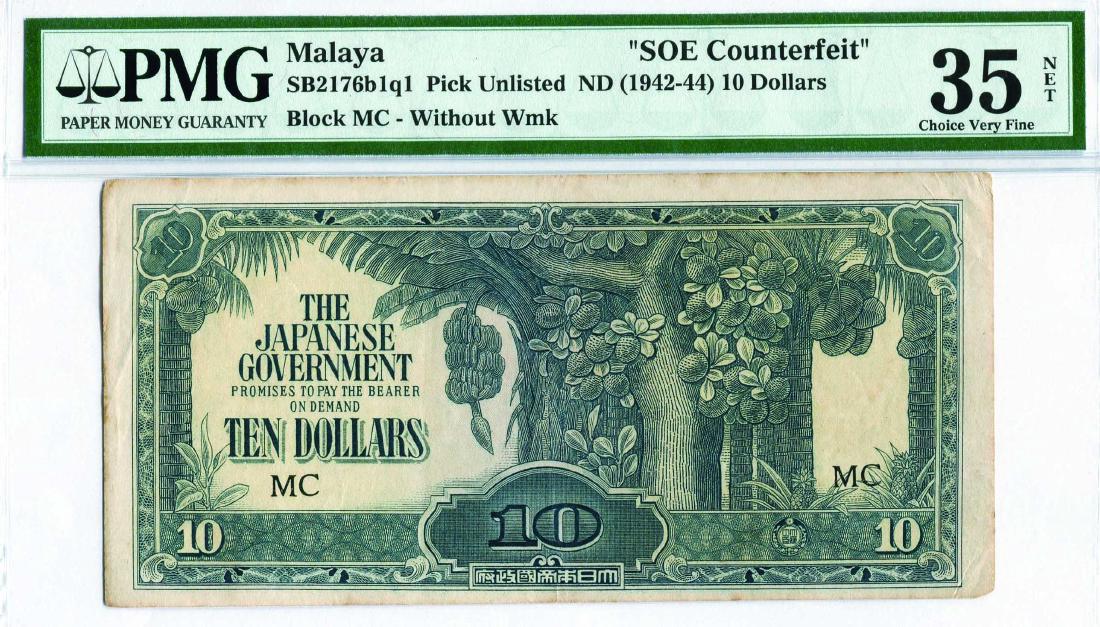 PMG
PAPER MONEY GUARANTY
Malaya "SOE Counterfeit"
SB2176b1q1 Pick Unlisted ND (1942-44) 10 Dollars
Block MC - Without Wmk
35
NET
Choice Very Fine
10 10
THE
JAPANESE
GOVERNMENT
PROMISES TO PAY THE BEARER
ON DEMAND
TEN DOLLARS
MC MC
10 10 10
府政國帝本日大